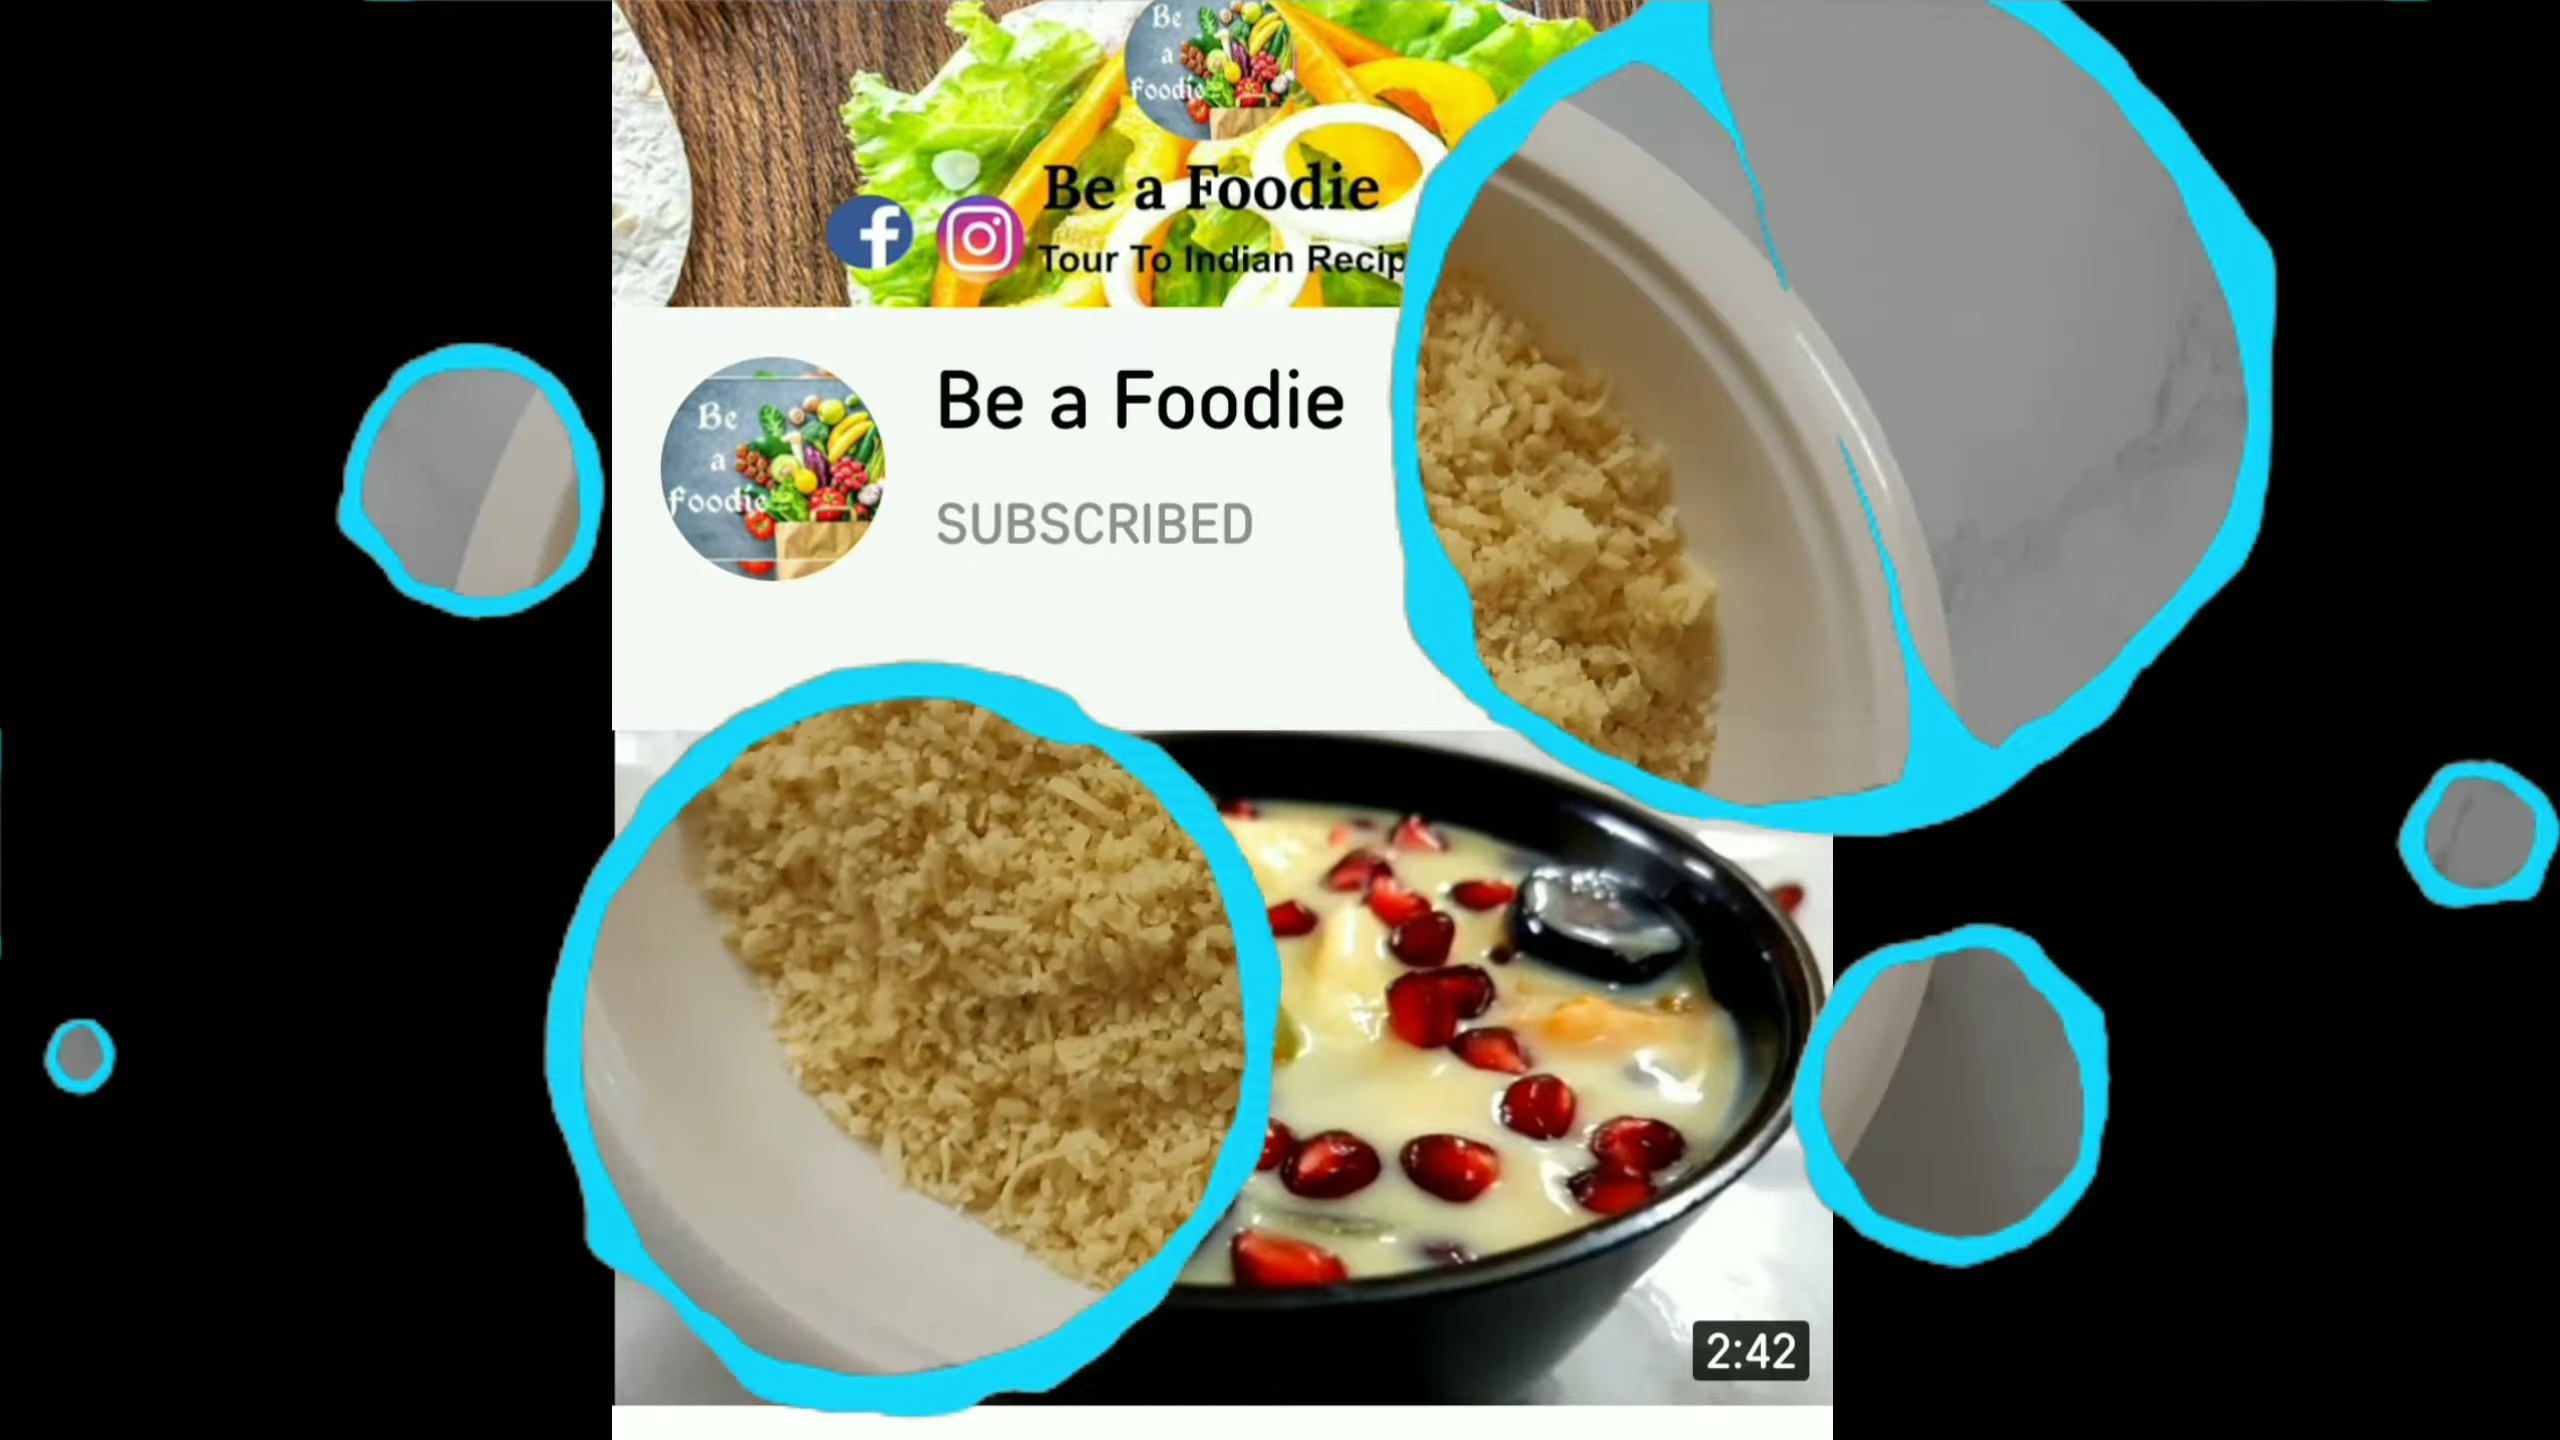 Be
a
Foodie
Be a Foodie
Tour To Indian Recip
Be a Foodie
Be
a
Foodie
SUBSCRIBED
2:42